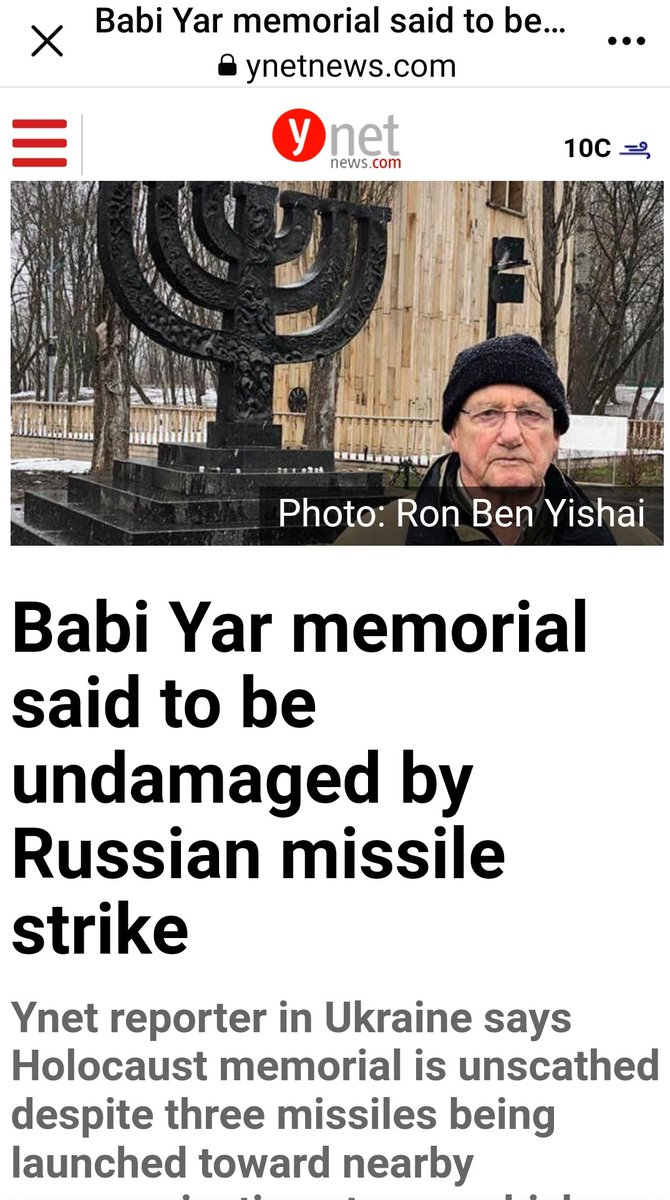 Babi Yar memorial said to be...
ynetnews.com
ynet
news.com
10C
Photo: Ron Ben Yishai
Babi Yar memorial
said to be
undamaged by
Russian missile
strike
Ynet reporter in Ukraine says
Holocaust memorial is unscathed
despite three missiles being
launched toward nearby